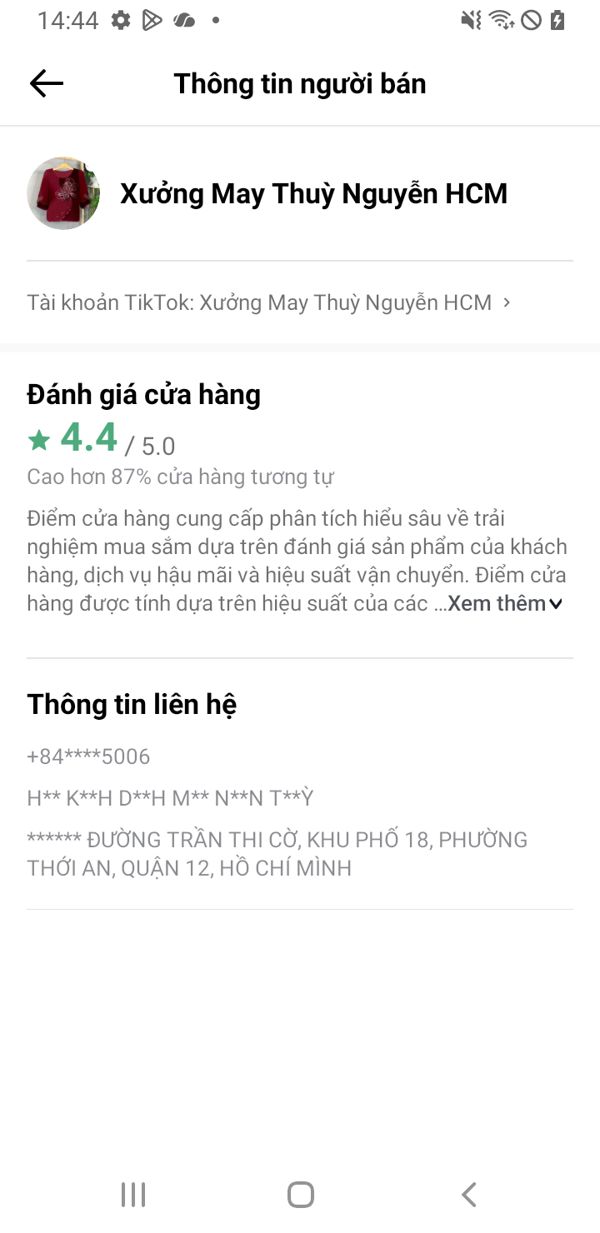 14:44
Thông tin người bán
Xưởng May Thuỳ Nguyễn HCM
Tài khoản TikTok: Xưởng May Thuỳ Nguyễn HCM ›
Đánh giá cửa hàng
★ 4.4 / 5.0
Cao hơn 87% cửa hàng tương tự
Điểm cửa hàng cung cấp phân tích hiểu sâu về trải
nghiệm mua sắm dựa trên đánh giá sản phẩm của khách
hàng, dịch vụ hậu mãi và hiệu suất vận chuyển. Điểm cửa
hàng được tính dựa trên hiệu suất của các ...Xem thêm
Thông tin liên hệ
+84****5006
H** K**H D**H M** N**N T**Ỳ
****** ĐƯỜNG TRẦN THI CỜ, KHU PHỐ 18, PHƯỜNG
THỚI AN, QUẬN 12, HỒ CHÍ MÌNH